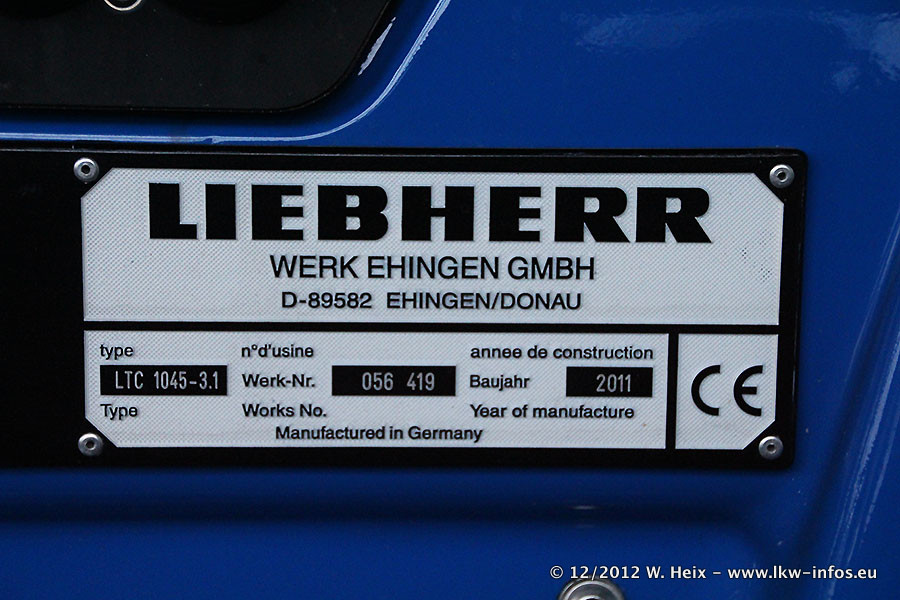 LIEBHERR
WERK EHINGEN GMBH
D-89582 EHINGEN/DONAU
type n°d'usine annee de construction
LTC 1045-3.1 Werk-Nr. 056 419 Baujahr 2011
Type Works No. Year of manufacture
Manufactured in Germany
CE
© 12/2012 W. Heix - www.lkw-infos.eu